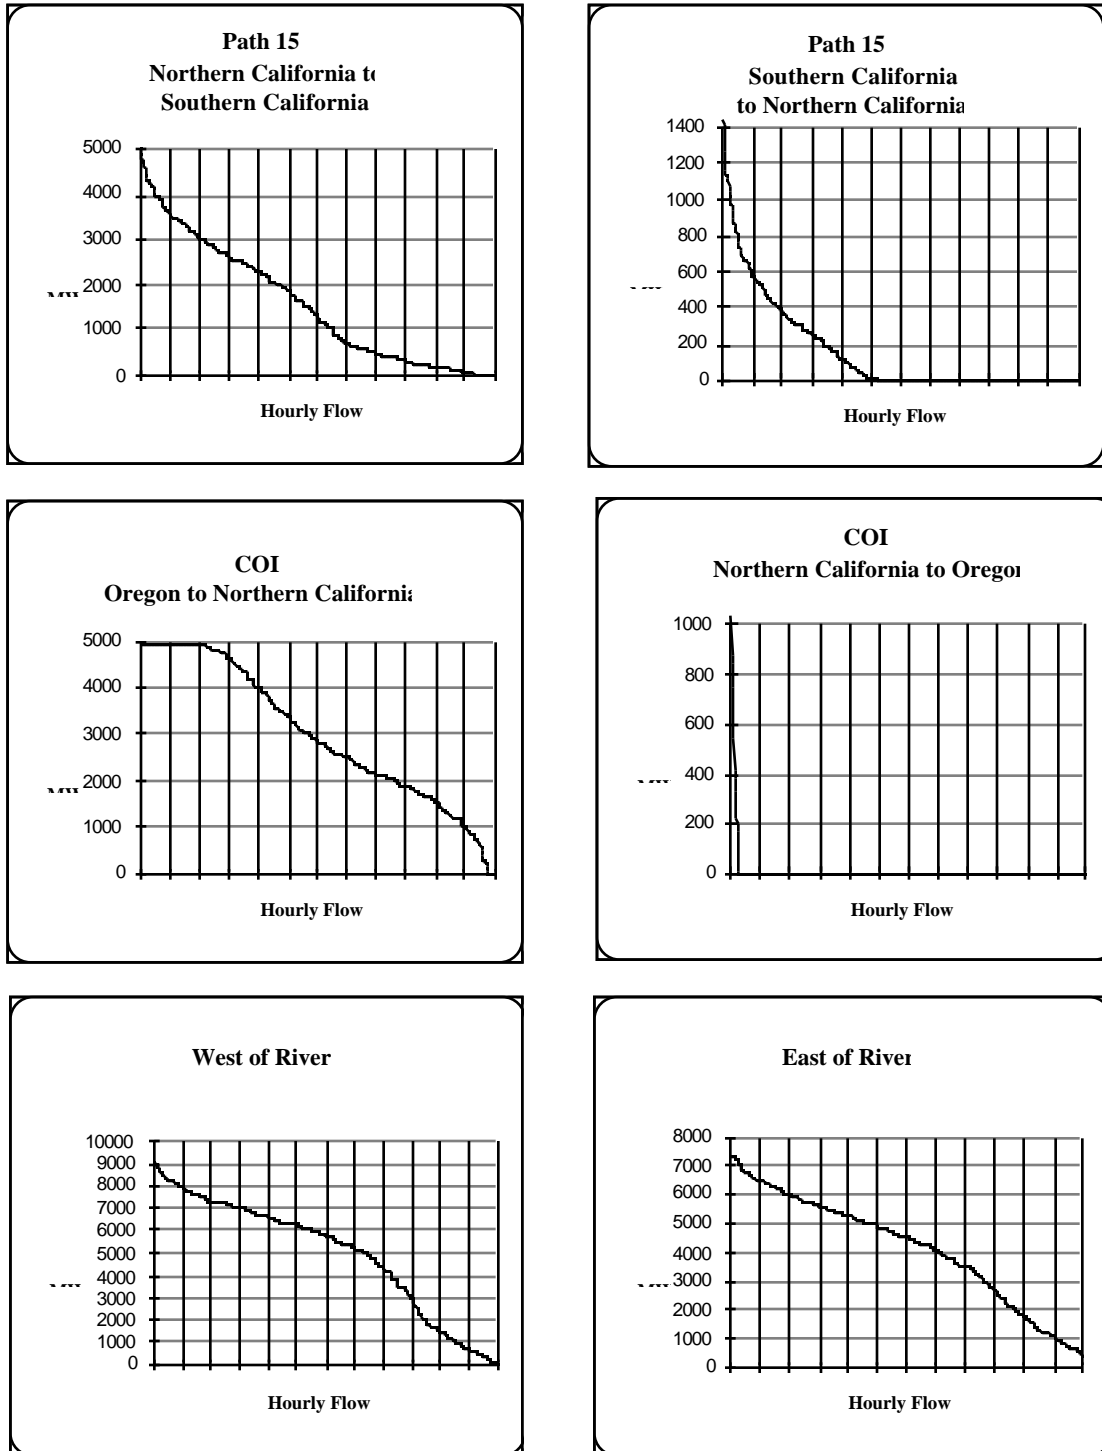 Path 15
Northern California to
Southern California
5000
4000
3000
2000
1000
0
Hourly Flow
Path 15
Southern California
to Northern California
1400
1200
1000
800
600
400
200
0
Hourly Flow
COI
Oregon to Northern California
5000
4000
3000
2000
1000
0
Hourly Flow
COI
Northern California to Oregon
1000
800
600
400
200
0
Hourly Flow
West of River
10000
9000
8000
7000
6000
5000
4000
3000
2000
1000
0
Hourly Flow
East of River
8000
7000
6000
5000
4000
3000
2000
1000
0
Hourly Flow